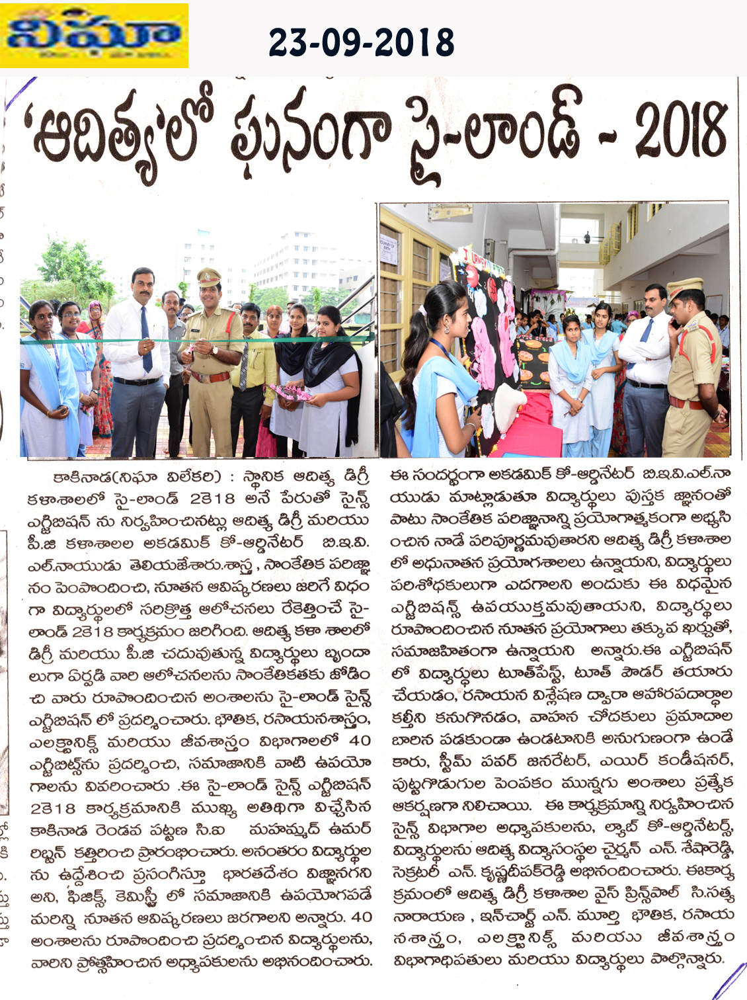 నిఘా
23-09-2018
‘ఆదిత్య’లో ఘనంగా సై-లాండ్ - 2018
JOURNEY OF
BIRTH
కాకినాడ(నిఘా విలేకరి) : స్థానిక ఆదిత్య డిగ్రీ
కళాశాలలో సై-లాండ్ 2కె18 అనే పేరుతో సైన్స్
ఎగ్జిబిషన్ ను నిర్వహించినట్లు ఆదిత్య డిగ్రీ మరియు
పీ.జి కళాశాలల అకడమిక్ కో-ఆర్డినేటర్ బి.ఇ.వి.
ఎల్.నాయుడు తెలియజేశారు.శాస్త్ర , సాంకేతిక పరిజ్ఞా
నం పెంపొందించి, నూతన ఆవిష్కరణలు జరిగే విధం
గా విద్యార్థులలో సరిక్రొత్త ఆలోచనలు రేకెత్తించే సై-
లాండ్ 2కె18 కార్యక్రమం జరిగింది. ఆదిత్య కళా శాలలో
డిగ్రీ మరియు పీ.జి చదువుతున్న విద్యార్థులు బృందా
లుగా ఏర్పడి వారి ఆలోచనలను సాంకేతికతకు జోడిం
చి వారు రూపొందించిన అంశాలను సై-లాండ్ సైన్స్
ఎగ్జిబిషన్ లో ప్రదర్శించారు. భౌతిక, రసాయనశాస్త్రం,
ఎలక్ట్రానిక్స్ మరియు జీవశాస్త్రం విభాగాలలో 40
ఎగ్జిబిట్స్‌ను ప్రదర్శించి, సమాజానికి వాటి ఉపయో
గాలను వివరించారు .ఈ సై-లాండ్ సైన్స్ ఎగ్జిబిషన్
2కె18 కార్యక్రమానికి ముఖ్య అతిథిగా విచ్చేసిన
కాకినాడ రెండవ పట్టణ సి.ఐ మహమ్మద్ ఉమర్
రిబ్బన్ కత్తిరించి ప్రారంభించారు. అనంతరం విద్యార్థుల
ను ఉద్దేశించి ప్రసంగిస్తూ భారతదేశం విజ్ఞానగని
అని, ఫిజిక్స్, కెమిస్ట్రీ లో సమాజానికి ఉపయోగపడే
మరిన్ని నూతన ఆవిష్కరణలు జరగాలని అన్నారు. 40
అంశాలను రూపొందించి ప్రదర్శించిన విద్యార్థులను,
వారిని ప్రోత్సహించిన అధ్యాపకులను అభినందించారు.
ఈ సందర్భంగా అకడమిక్ కో-ఆర్డినేటర్ బి.ఇ.వి.ఎల్.నా
యుడు మాట్లాడుతూ విద్యార్థులు పుస్తక జ్ఞానంతో
పాటు సాంకేతిక పరిజ్ఞానాన్ని ప్రయోగాత్మకంగా అభ్యసి
ంచిన నాడే పరిపూర్ణమవుతారని ఆదిత్య డిగ్రీ కళాశాల
లో అధునాతన ప్రయోగశాలలు ఉన్నాయని, విద్యార్థులు
పరిశోధకులుగా ఎదగాలని అందుకు ఈ విధమైన
ఎగ్జిబిషన్స్ ఉపయుక్తమవుతాయని, విద్యార్థులు
రూపొందించిన నూతన ప్రయోగాలు తక్కువ ఖర్చుతో,
సమాజహితంగా ఉన్నాయని అన్నారు.ఈ ఎగ్జిబిషన్
లో విద్యార్థులు టూత్‌పేస్ట్, టూత్ పౌడర్ తయారు
చేయడం, రసాయన విశ్లేషణ ద్వారా ఆహారపదార్థాల
కల్తీని కనుగొనడం, వాహన చోదకులు ప్రమాదాల
బారిన పడకుండా ఉండటానికి అనుగుణంగా ఉండే
కారు, స్టీమ్ పవర్ జనరేటర్, ఎయిర్ కండీషనర్,
పుట్టగొడుగుల పెంపకం మున్నగు అంశాలు ప్రత్యేక
ఆకర్షణగా నిలిచాయి. ఈ కార్యక్రమాన్ని నిర్వహించిన
సైన్స్ విభాగాల అధ్యాపకులను, ల్యాబ్ కో-ఆర్డినేటర్స్,
విద్యార్థులను ఆదిత్య విద్యాసంస్థల చైర్మన్ ఎన్. శేషారెడ్డి,
సెక్రటరీ ఎన్. కృష్ణదీపక్‌రెడ్డి అభినందించారు. ఈకార్య
క్రమంలో ఆదిత్య డిగ్రీ కళాశాల వైస్ ప్రిన్స్‌పాల్ సి.సత్య
నారాయణ , ఇన్‌చార్జ్ ఎన్. మూర్తి భౌతిక, రసాయ
నశాస్త్రం, ఎలక్ట్రానిక్స్ మరియు జీవశాస్త్రం
విభాగాధిపతులు మరియు విద్యార్థులు పాల్గొన్నారు.